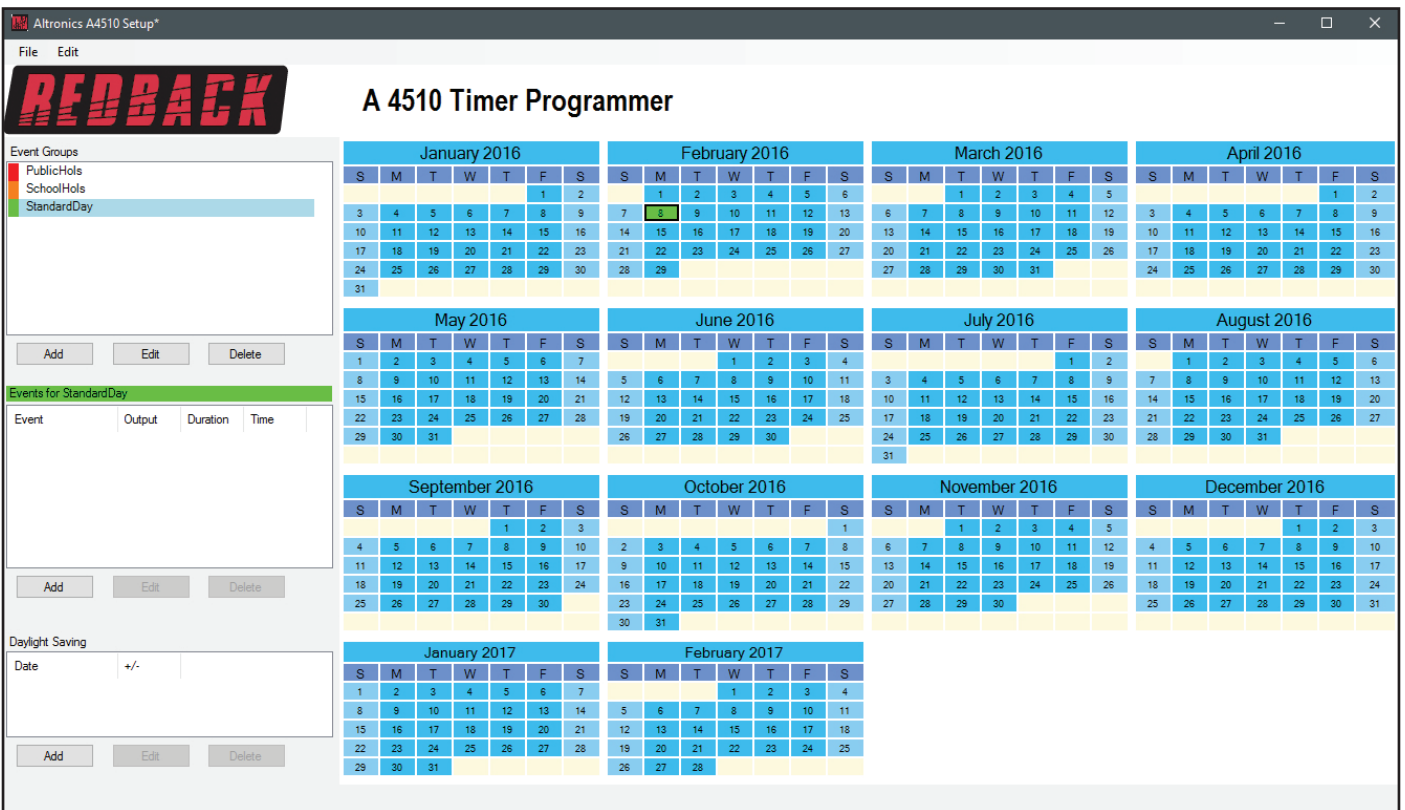 Altronics A4510 Setup*
File Edit
REDBACK
A 4510 Timer Programmer
Event Groups
PublicHols
SchoolHols
StandardDay
Add Edit Delete
Events for StandardDay
Event Output Duration Time
Add Edit Delete
Daylight Saving
Date +/-
Add Edit Delete
January 2016
S M T W T F S
1 2
3 4 5 6 7 8 9
10 11 12 13 14 15 16
17 18 19 20 21 22 23
24 25 26 27 28 29 30
31
February 2016
S M T W T F S
1 2 3 4 5 6
7 8 9 10 11 12 13
14 15 16 17 18 19 20
21 22 23 24 25 26 27
28 29
March 2016
S M T W T F S
1 2 3 4 5
6 7 8 9 10 11 12
13 14 15 16 17 18 19
20 21 22 23 24 25 26
27 28 29 30 31
April 2016
S M T W T F S
1 2
3 4 5 6 7 8 9
10 11 12 13 14 15 16
17 18 19 20 21 22 23
24 25 26 27 28 29 30
May 2016
S M T W T F S
1 2 3 4 5 6 7
8 9 10 11 12 13 14
15 16 17 18 19 20 21
22 23 24 25 26 27 28
29 30 31
June 2016
S M T W T F S
1 2 3 4
5 6 7 8 9 10 11
12 13 14 15 16 17 18
19 20 21 22 23 24 25
26 27 28 29 30
July 2016
S M T W T F S
1 2
3 4 5 6 7 8 9
10 11 12 13 14 15 16
17 18 19 20 21 22 23
24 25 26 27 28 29 30
31
August 2016
S M T W T F S
1 2 3 4 5 6
7 8 9 10 11 12 13
14 15 16 17 18 19 20
21 22 23 24 25 26 27
28 29 30 31
September 2016
S M T W T F S
1 2 3
4 5 6 7 8 9 10
11 12 13 14 15 16 17
18 19 20 21 22 23 24
25 26 27 28 29 30
October 2016
S M T W T F S
1
2 3 4 5 6 7 8
9 10 11 12 13 14 15
16 17 18 19 20 21 22
23 24 25 26 27 28 29
30 31
November 2016
S M T W T F S
1 2 3 4 5
6 7 8 9 10 11 12
13 14 15 16 17 18 19
20 21 22 23 24 25 26
27 28 29 30
December 2016
S M T W T F S
1 2 3
4 5 6 7 8 9 10
11 12 13 14 15 16 17
18 19 20 21 22 23 24
25 26 27 28 29 30 31
January 2017
S M T W T F S
1 2 3 4 5 6 7
8 9 10 11 12 13 14
15 16 17 18 19 20 21
22 23 24 25 26 27 28
29 30 31
February 2017
S M T W T F S
1 2 3 4
5 6 7 8 9 10 11
12 13 14 15 16 17 18
19 20 21 22 23 24 25
26 27 28